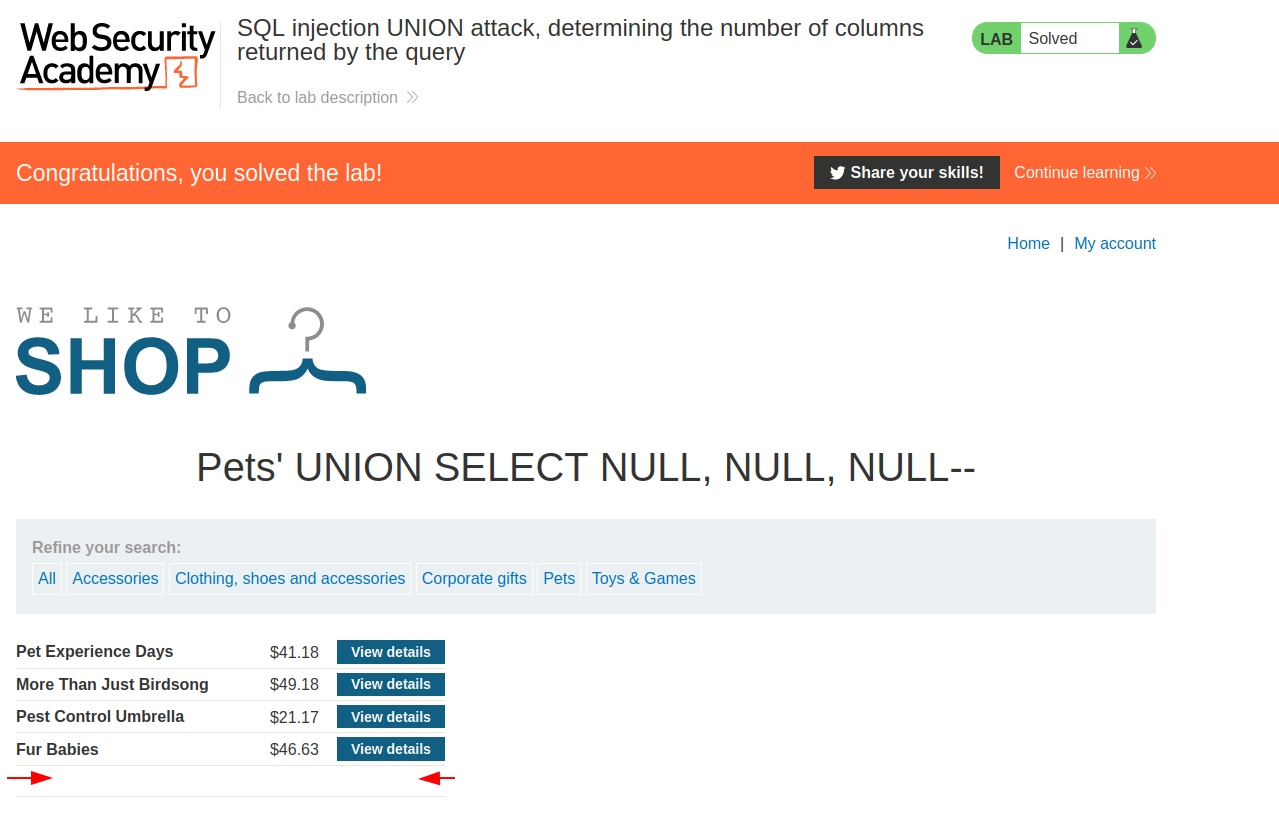 Web Security
Academy
SQL injection UNION attack, determining the number of columns
returned by the query
Back to lab description
LAB Solved
Congratulations, you solved the lab!
Share your skills! Continue learning
Home | My account
WE LIKE TO
SHOP
Pets' UNION SELECT NULL, NULL, NULL--
Refine your search:
All Accessories Clothing, shoes and accessories Corporate gifts Pets Toys & Games
Pet Experience Days $41.18 View details
More Than Just Birdsong $49.18 View details
Pest Control Umbrella $21.17 View details
Fur Babies $46.63 View details